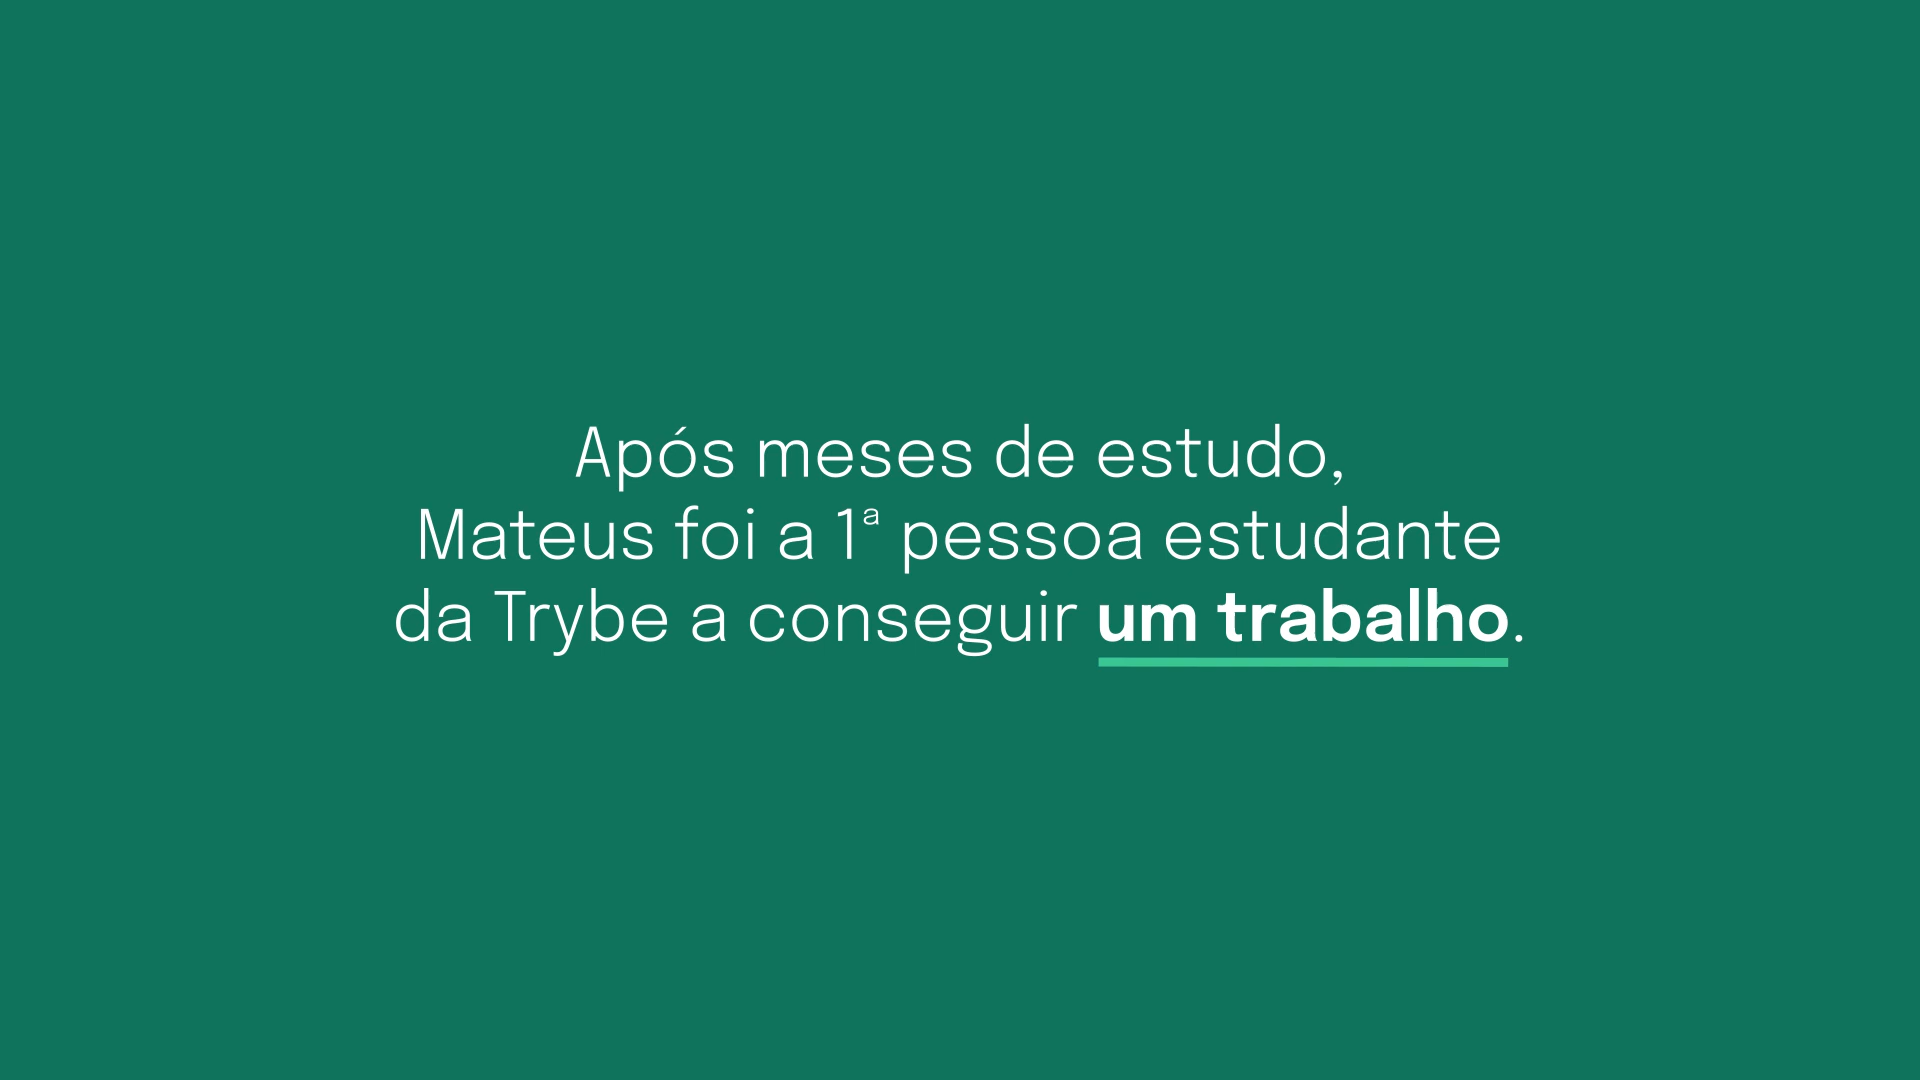 Após meses de estudo,
Mateus foi a 1ª pessoa estudante
da Trybe a conseguir um trabalho.